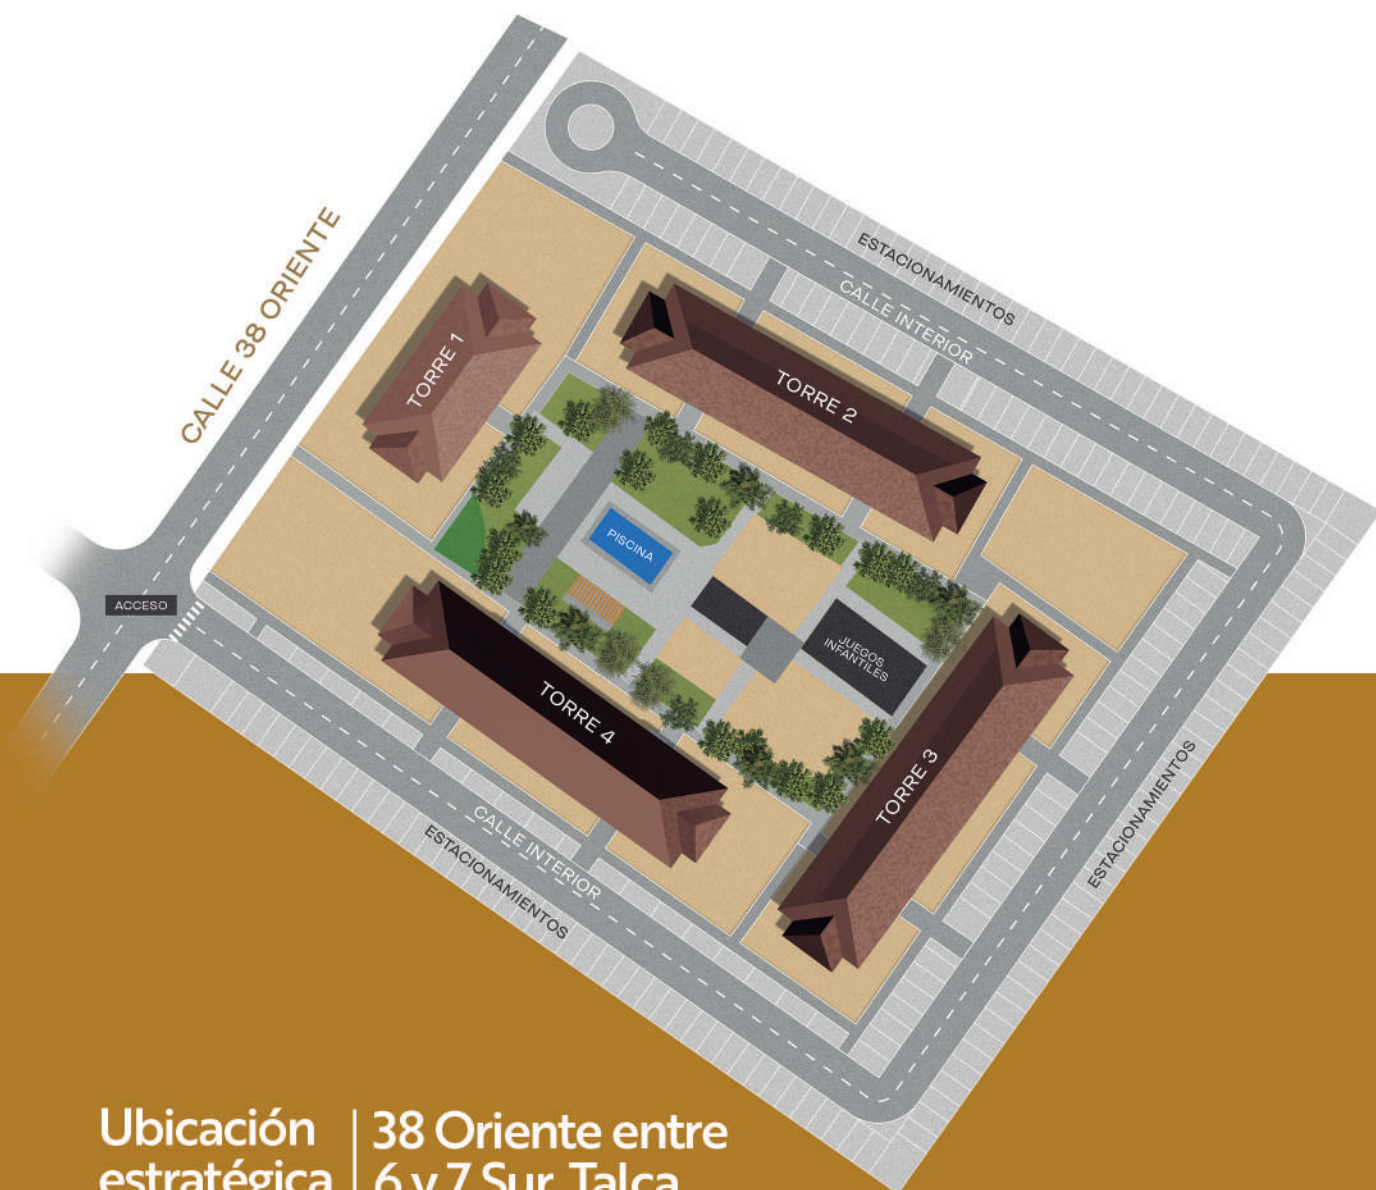 CALLE 38 ORIENTE
ESTACIONAMIENTOS
CALLE INTERIOR
TORRE 1
TORRE 2
PISCINA
ACCESO
JUEGOS
INFANTILES
TORRE 4
TORRE 3
ESTACIONAMIENTOS
CALLE INTERIOR
ESTACIONAMIENTOS
Ubicación
estratégica
38 Oriente entre
6 y 7 Sur, Talca